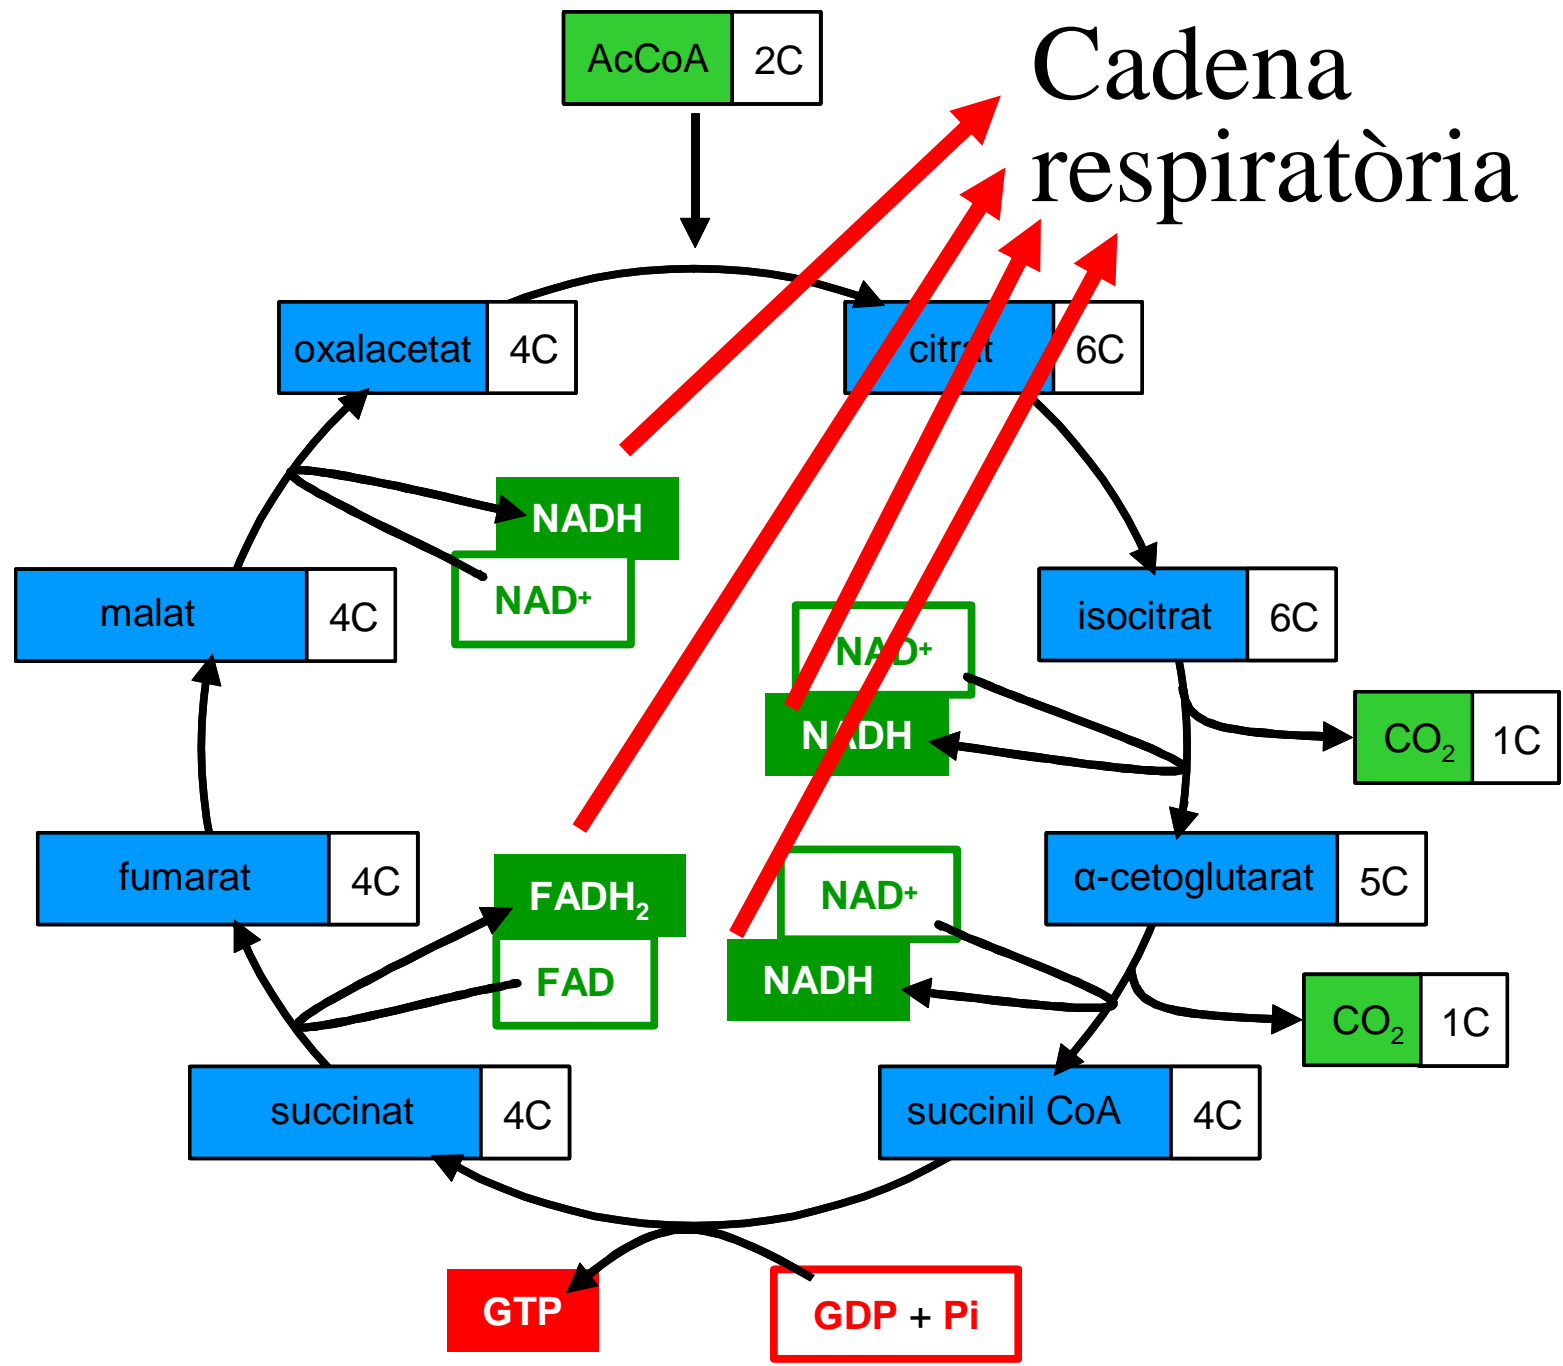 AcCoA 2C
Cadena
respiratòria
oxalacetat 4C
citrat 6C
NADH
NAD+
malat 4C
isocitrat 6C
NAD+
NADH
CO2 1C
fumarat 4C
α-cetoglutarat 5C
FADH2
FAD
NAD+
NADH
CO2 1C
succinat 4C
succinil CoA 4C
GTP
GDP + Pi